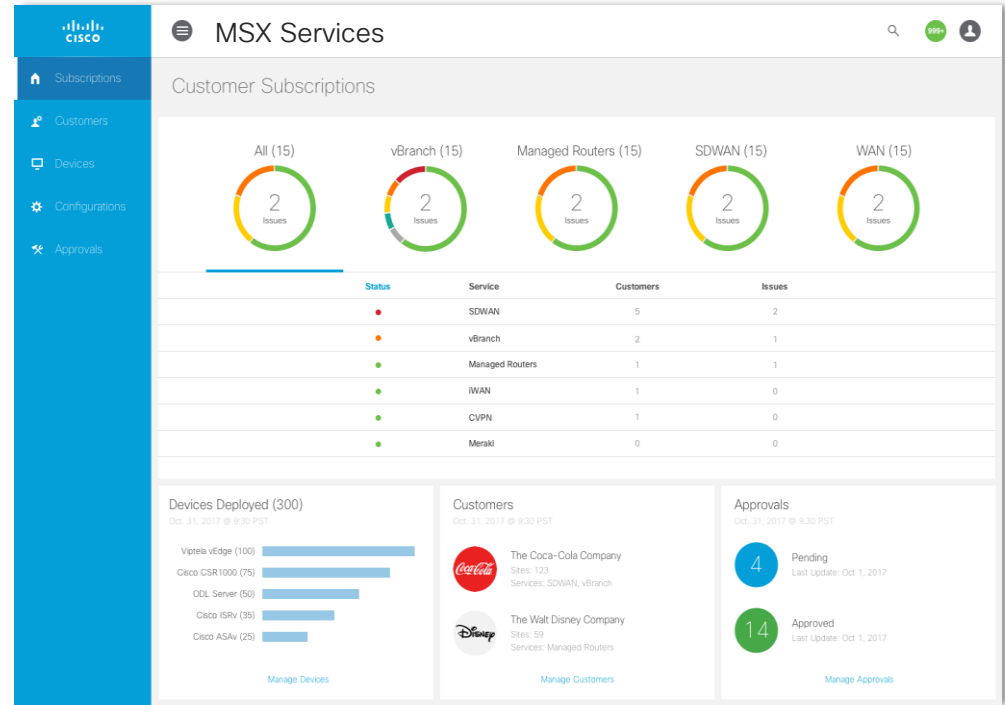 CISCO
MSX Services
999+
Subscriptions
Customers
Devices
Configurations
Approvals
Customer Subscriptions
All (15)
vBranch (15)
Managed Routers (15)
SDWAN (15)
WAN (15)
2
Issues
2
Issues
2
Issues
2
Issues
2
Issues
Status Service Customers Issues
SDWAN 5 2
vBranch 2 1
Managed Routers 1 1
iWAN 1 0
CVPN 1 0
Meraki 0 0
Devices Deployed (300)
Oct. 31, 2017 @ 9:30 PST
Viptela vEdge (100)
Cisco CSR1000 (75)
ODL Server (50)
Cisco ISRv (35)
Cisco ASAv (25)
Manage Devices
Customers
Oct. 31, 2017 @ 9:30 PST
Coca-Cola
The Coca-Cola Company
Sites: 123
Services: SDWAN, vBranch
Disney
The Walt Disney Company
Sites: 59
Services: Managed Routers
Manage Customers
Approvals
Oct. 31, 2017 @ 9:30 PST
4
Pending
Last Update: Oct 1, 2017
14
Approved
Last Update: Oct 1, 2017
Manage Approvals